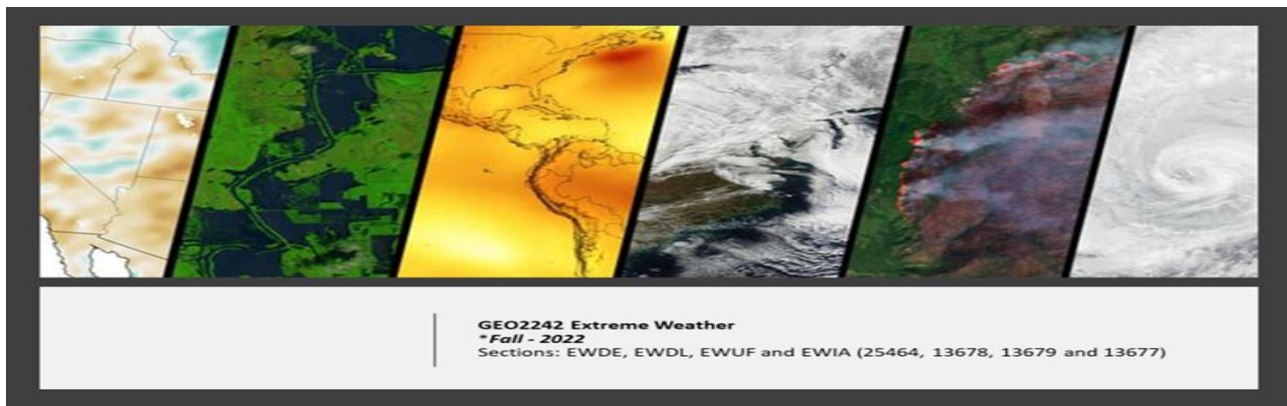 GEO2242 Extreme Weather
*Fall - 2022
Sections: EWDE, EWDL, EWUF and EWIA (25464, 13678, 13679 and 13677)